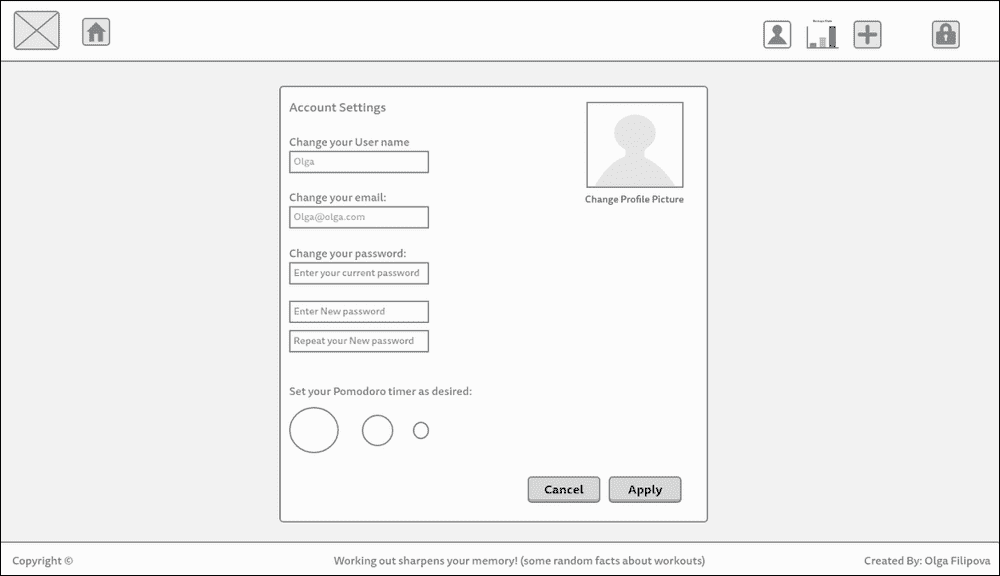 Account Settings
Change your User name
Olga
Change your email:
Olga@olga.com
Change your password:
Enter your current password
Enter New password
Repeat your New password
Change Profile Picture
Set your Pomodoro timer as desired:
Cancel
Apply
Copyright ©
Working out sharpens your memory! (some random facts about workouts)
Created By: Olga Filipova